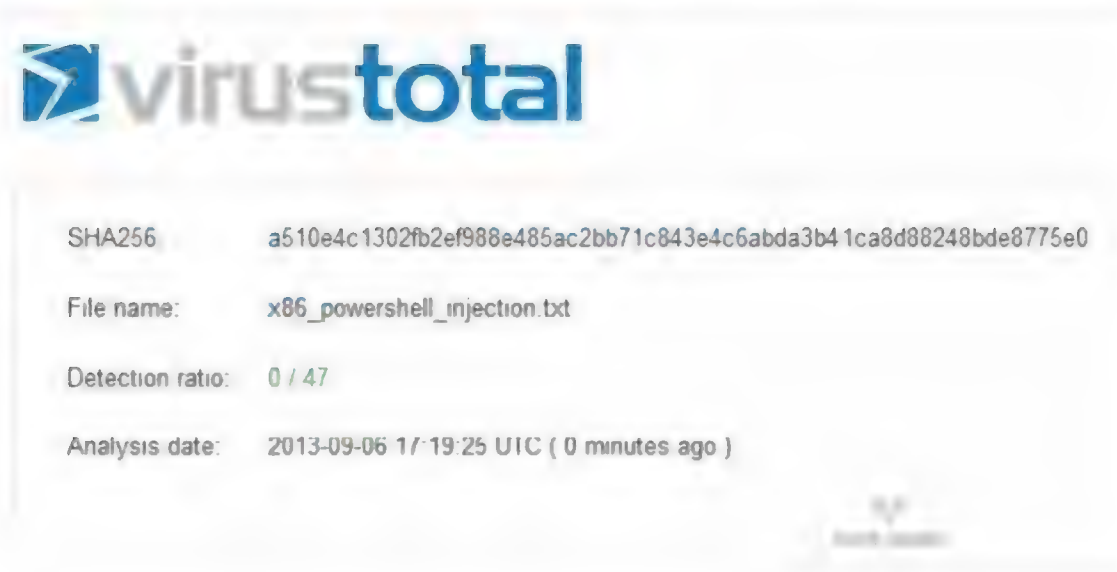 virustotal
SHA256 a510e4c1302fb2ef988e485ac2bb71c843e4c6abda3b41ca8d88248bde8775e0
File name: x86_powershell_injection.txt
Detection ratio: 0 / 47
Analysis date: 2013-09-06 17:19:25 UTC ( 0 minutes ago )